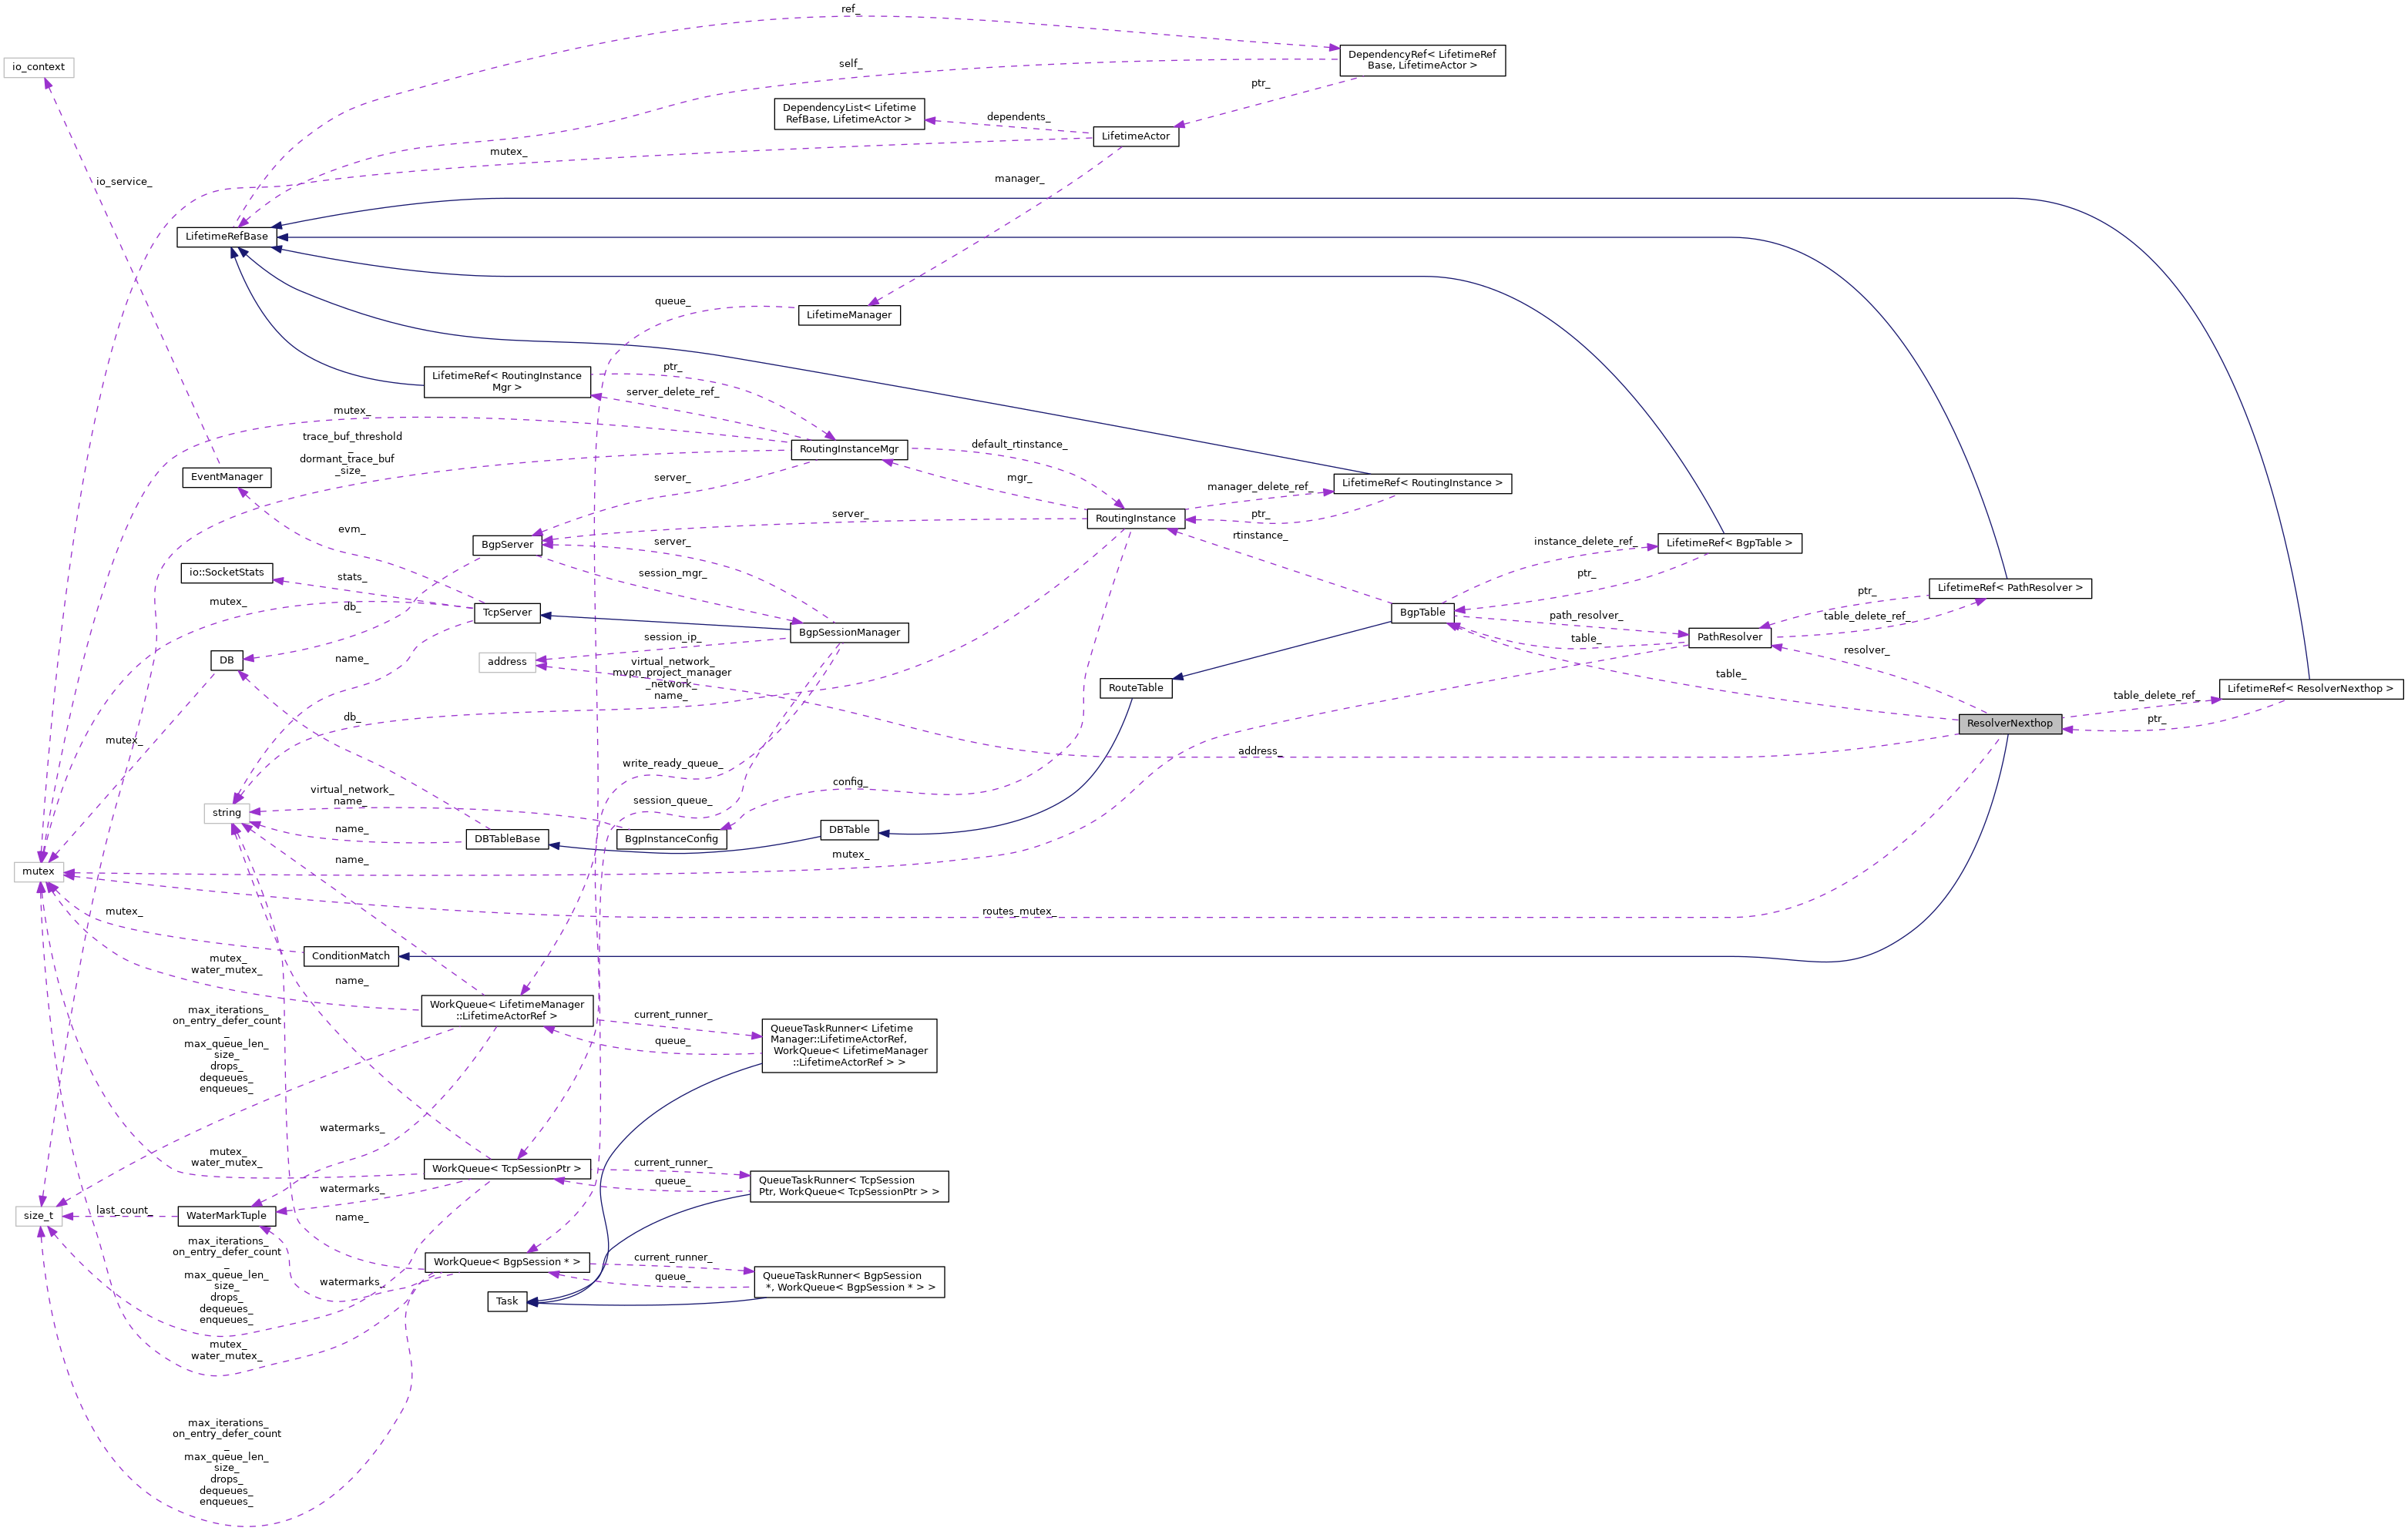 ref_
DependencyRef< LifetimeRef
Base, LifetimeActor >
io_context
self_
ptr_
DependencyList< Lifetime
RefBase, LifetimeActor >
dependents_
LifetimeActor
mutex_
manager_
io_service_
LifetimeRefBase
queue_
LifetimeManager
LifetimeRef< RoutingInstance
Mgr >
ptr_
server_delete_ref_
mutex_
trace_buf_threshold
_
dormant_trace_buf
_size_
RoutingInstanceMgr
default_rtinstance_
EventManager
server_
mgr_
manager_delete_ref_
LifetimeRef< RoutingInstance >
ptr_
RoutingInstance
server_
evm_
BgpServer
server_
rtinstance_
instance_delete_ref_
LifetimeRef< BgpTable >
io::SocketStats
stats_
session_mgr_
ptr_
LifetimeRef< PathResolver >
mutex_
db_
TcpServer
BgpTable
ptr_
path_resolver_
table_delete_ref_
BgpSessionManager
session_ip_
PathResolver
table_
resolver_
DB
name_
address
virtual_network_
mvpn_project_manager
_network_
name_
table_
RouteTable
LifetimeRef< ResolverNexthop >
table_delete_ref_
ptr_
ResolverNexthop
db_
mutex_
address_
write_ready_queue_
config_
virtual_network_
name_
session_queue_
string
name_
DBTableBase
BgpInstanceConfig
DBTable
name_
mutex_
mutex
mutex_
routes_mutex_
ConditionMatch
mutex_
water_mutex_
name_
WorkQueue< LifetimeManager
::LifetimeActorRef >
current_runner_
queue_
QueueTaskRunner< Lifetime
Manager::LifetimeActorRef,
WorkQueue< LifetimeManager
::LifetimeActorRef > >
max_iterations_
on_entry_defer_count
_
max_queue_len_
size_
drops_
dequeues_
enqueues_
watermarks_
mutex_
water_mutex_
WorkQueue< TcpSessionPtr >
current_runner_
queue_
QueueTaskRunner< TcpSession
Ptr, WorkQueue< TcpSessionPtr > >
watermarks_
size_t
last_count_
WaterMarkTuple
name_
max_iterations_
on_entry_defer_count
_
max_queue_len_
size_
drops_
dequeues_
enqueues_
WorkQueue< BgpSession * >
current_runner_
queue_
QueueTaskRunner< BgpSession
*, WorkQueue< BgpSession * > >
watermarks_
Task
mutex_
water_mutex_
max_iterations_
on_entry_defer_count
_
max_queue_len_
size_
drops_
dequeues_
enqueues_